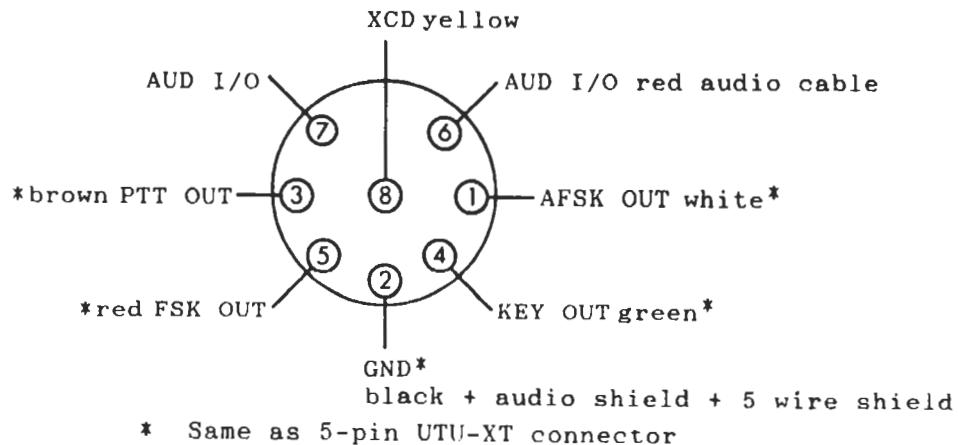 XCD yellow
AUD I/O
AUD I/O red audio cable
7
6
*brown PTT OUT
3
8
1
AFSK OUT white*
5
4
2
*red FSK OUT
KEY OUT green*
GND*
black + audio shield + 5 wire shield
* Same as 5-pin UTU-XT connector